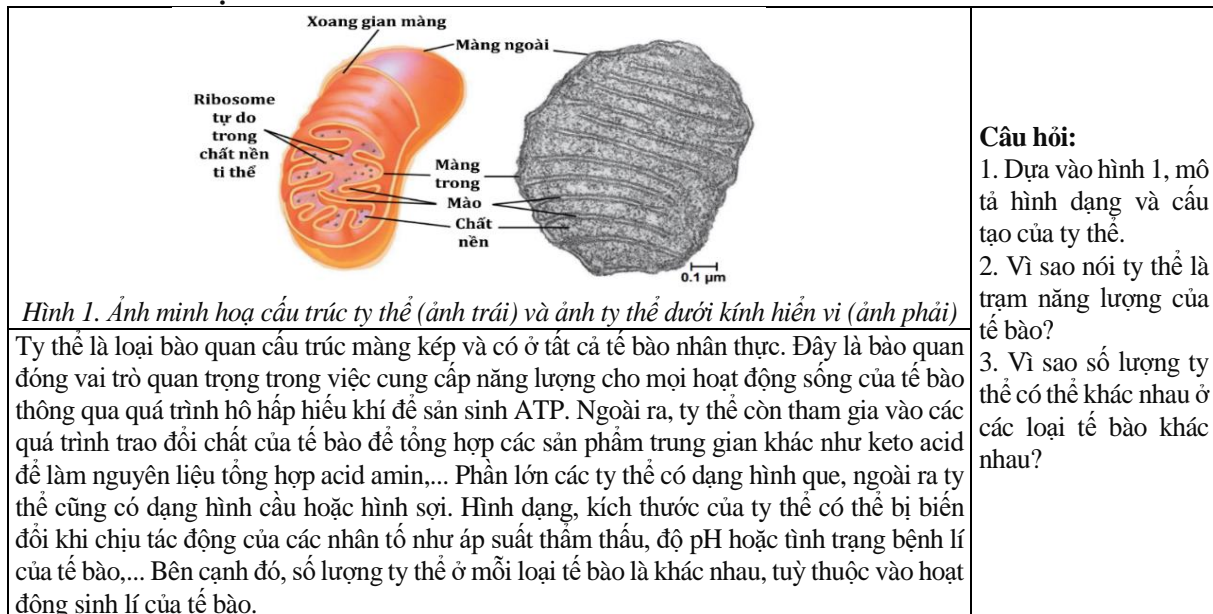 Xoang gian màng
Màng ngoài
Ribosome
tự do
trong
chất nền
ti thể
Màng
trong
Mào
Chất
nền
0.1 µm
Hình 1. Ảnh minh hoạ cấu trúc ty thể (ảnh trái) và ảnh ty thể dưới kính hiển vi (ảnh phải)
Ty thể là loại bào quan cấu trúc màng kép và có ở tất cả tế bào nhân thực. Đây là bào quan
đóng vai trò quan trọng trong việc cung cấp năng lượng cho mọi hoạt động sống của tế bào
thông qua quá trình hô hấp hiếu khí để sản sinh ATP. Ngoài ra, ty thể còn tham gia vào các
quá trình trao đổi chất của tế bào để tổng hợp các sản phẩm trung gian khác như keto acid
để làm nguyên liệu tổng hợp acid amin,... Phần lớn các ty thể có dạng hình que, ngoài ra ty
thể cũng có dạng hình cầu hoặc hình sợi. Hình dạng, kích thước của ty thể có thể bị biến
đổi khi chịu tác động của các nhân tố như áp suất thẩm thấu, độ pH hoặc tình trạng bệnh lí
của tế bào,... Bên cạnh đó, số lượng ty thể ở mỗi loại tế bào là khác nhau, tuỳ thuộc vào hoạt
động sinh lí của tế bào.
Câu hỏi:
1. Dựa vào hình 1, mô
tả hình dạng và cấu
tạo của ty thể.
2. Vì sao nói ty thể là
trạm năng lượng của
tế bào?
3. Vì sao số lượng ty
thể có thể khác nhau ở
các loại tế bào khác
nhau?